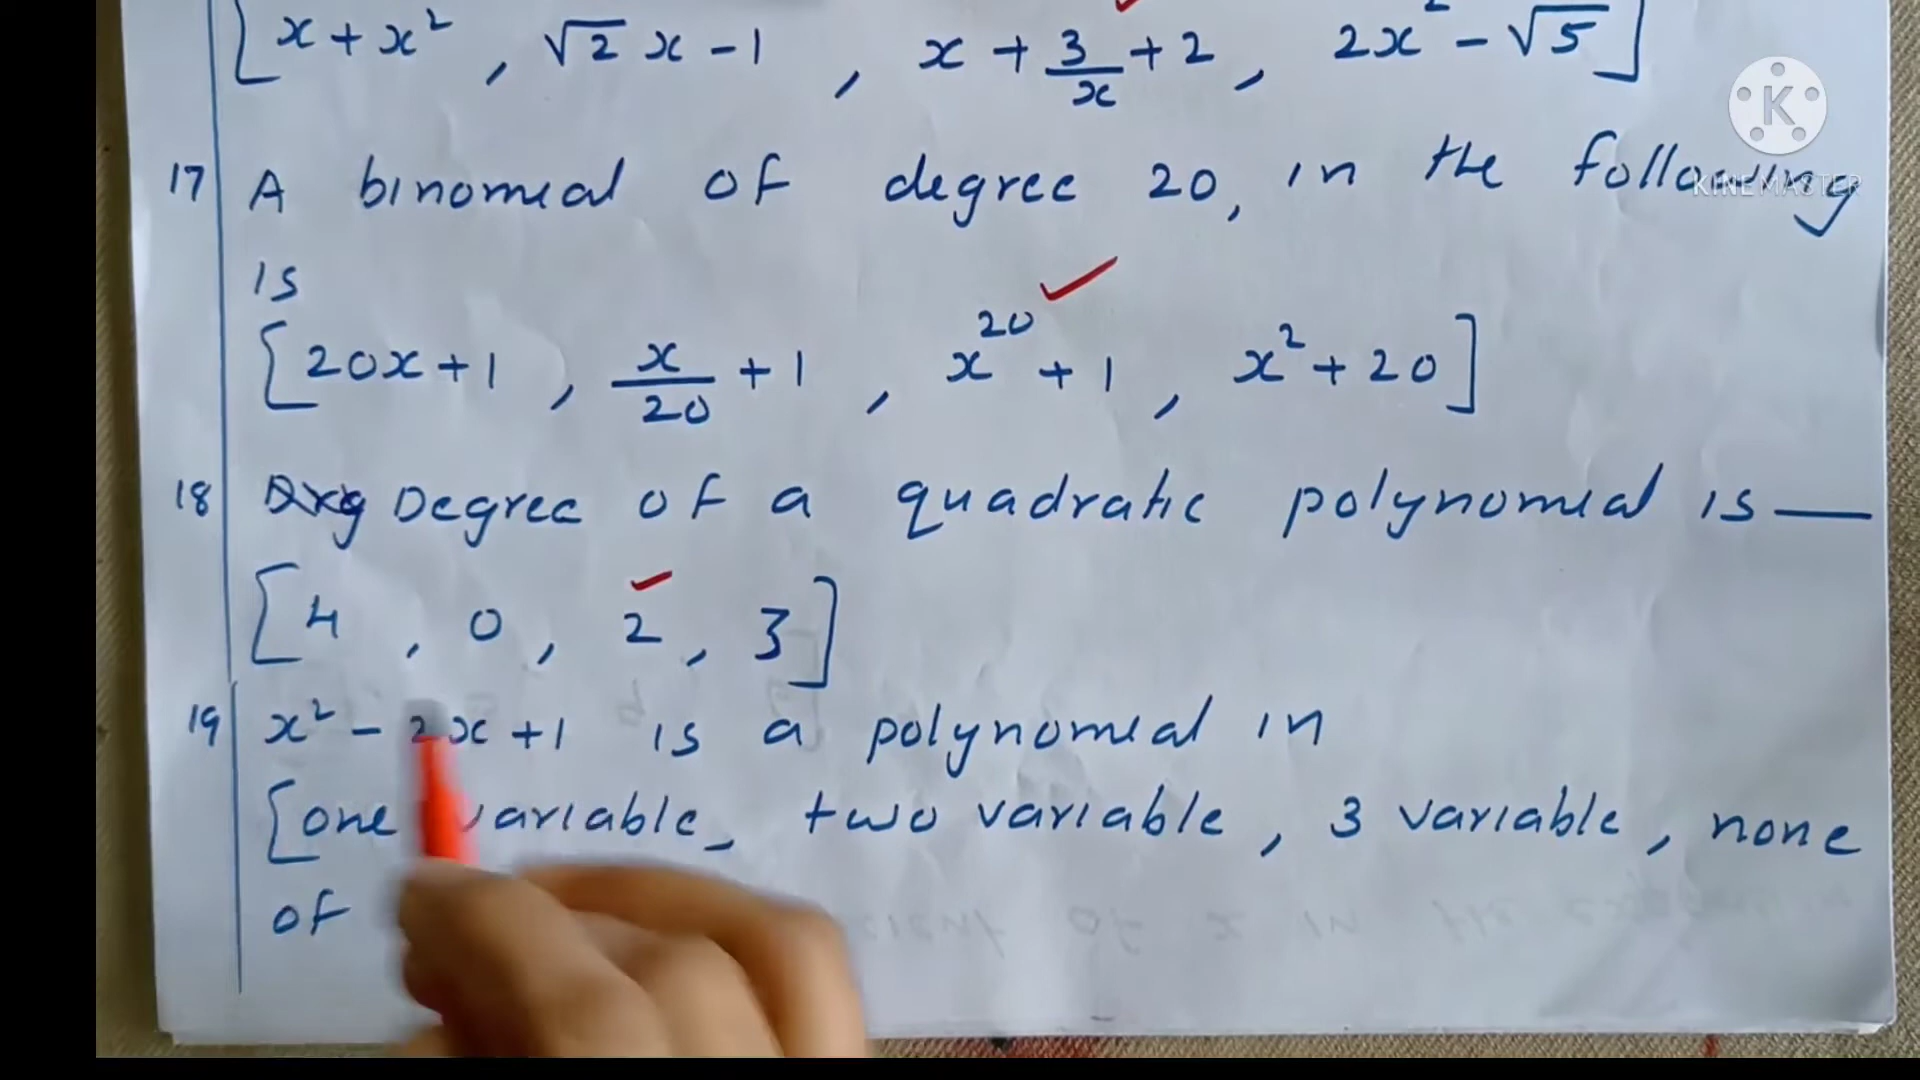 [x + x², √2 x - 1, x + 3/x + 2, 2x² - √5]
K
KINEMASTER
17 A binomial of degree 20, in the following
is
[20x + 1, x/20 + 1, x²⁰ + 1, x² + 20]
18 Degree of a quadratic polynomial is —
[4, 0, 2, 3]
19 x² - 2x + 1 is a polynomial in
[one variable, two variable, 3 variable, none
of